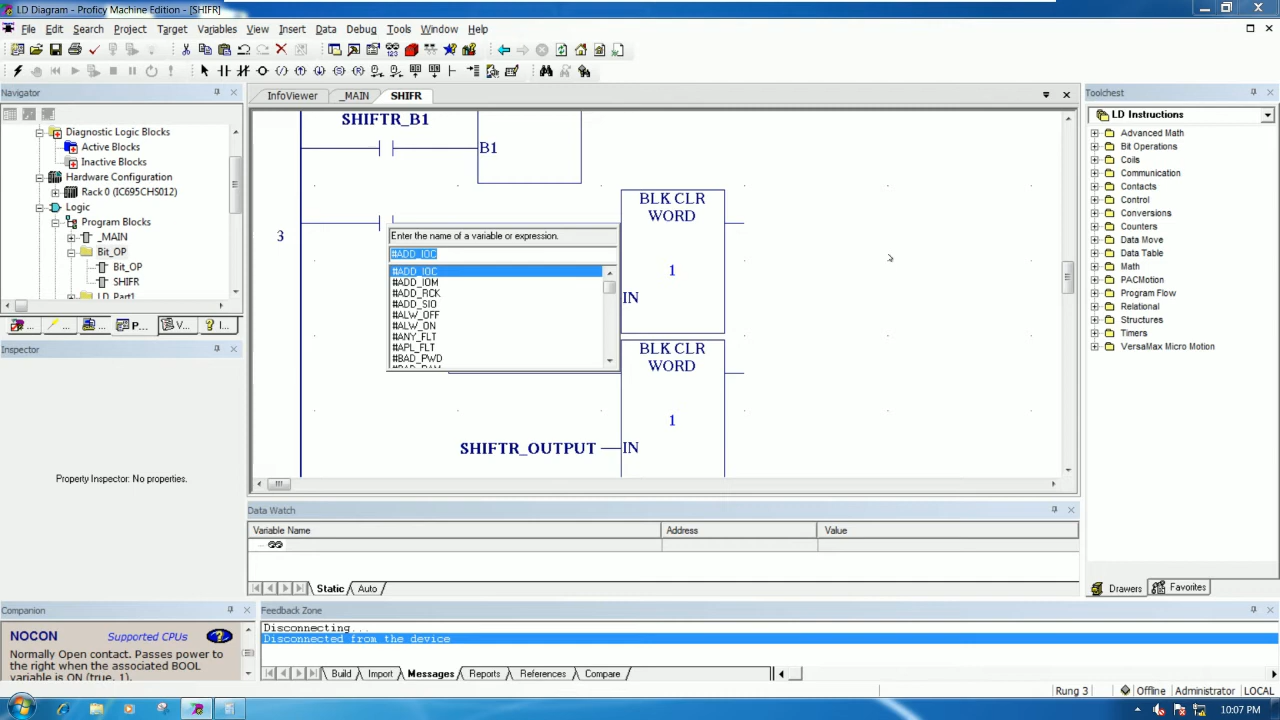 LD Diagram - Proficy Machine Edition - [SHIFR]
File Edit Search Project Target Variables View Insert Data Debug Tools Window Help
Navigator
Diagnostic Logic Blocks
Active Blocks
Inactive Blocks
Hardware Configuration
Rack 0 (IC695CHS012)
Logic
Program Blocks
_MAIN
Bit_OP
Bit_OP
SHIFR
LD_Part1
P...
V...
I...
Inspector
Property Inspector: No properties.
InfoViewer _MAIN SHIFR
SHIFTR_B1
B1
3
BLK CLR
WORD
1
IN
Enter the name of a variable or expression.
#ADD_IOC
#ADD_IOC
#ADD_IOM
#ADD_RCK
#ADD_SIO
#ALW_OFF
#ALW_ON
#ANY_FLT
#APL_FLT
#BAD_PWD
#BAD_RAM
BLK CLR
WORD
1
SHIFTR_OUTPUT IN
Toolchest
LD Instructions
Advanced Math
Bit Operations
Coils
Communication
Contacts
Control
Conversions
Counters
Data Move
Data Table
Math
PACMotion
Program Flow
Relational
Structures
Timers
VersaMax Micro Motion
Drawers Favorites
Data Watch
Variable Name Address Value
Static Auto
Companion
NOCON Supported CPUs
Normally Open contact. Passes power
to the right when the associated BOOL
variable is ON (true, 1).
Feedback Zone
Disconnecting...
Disconnected from the device
Build Import Messages Reports References Compare
Rung 3 Offline Administrator LOCAL
10:07 PM